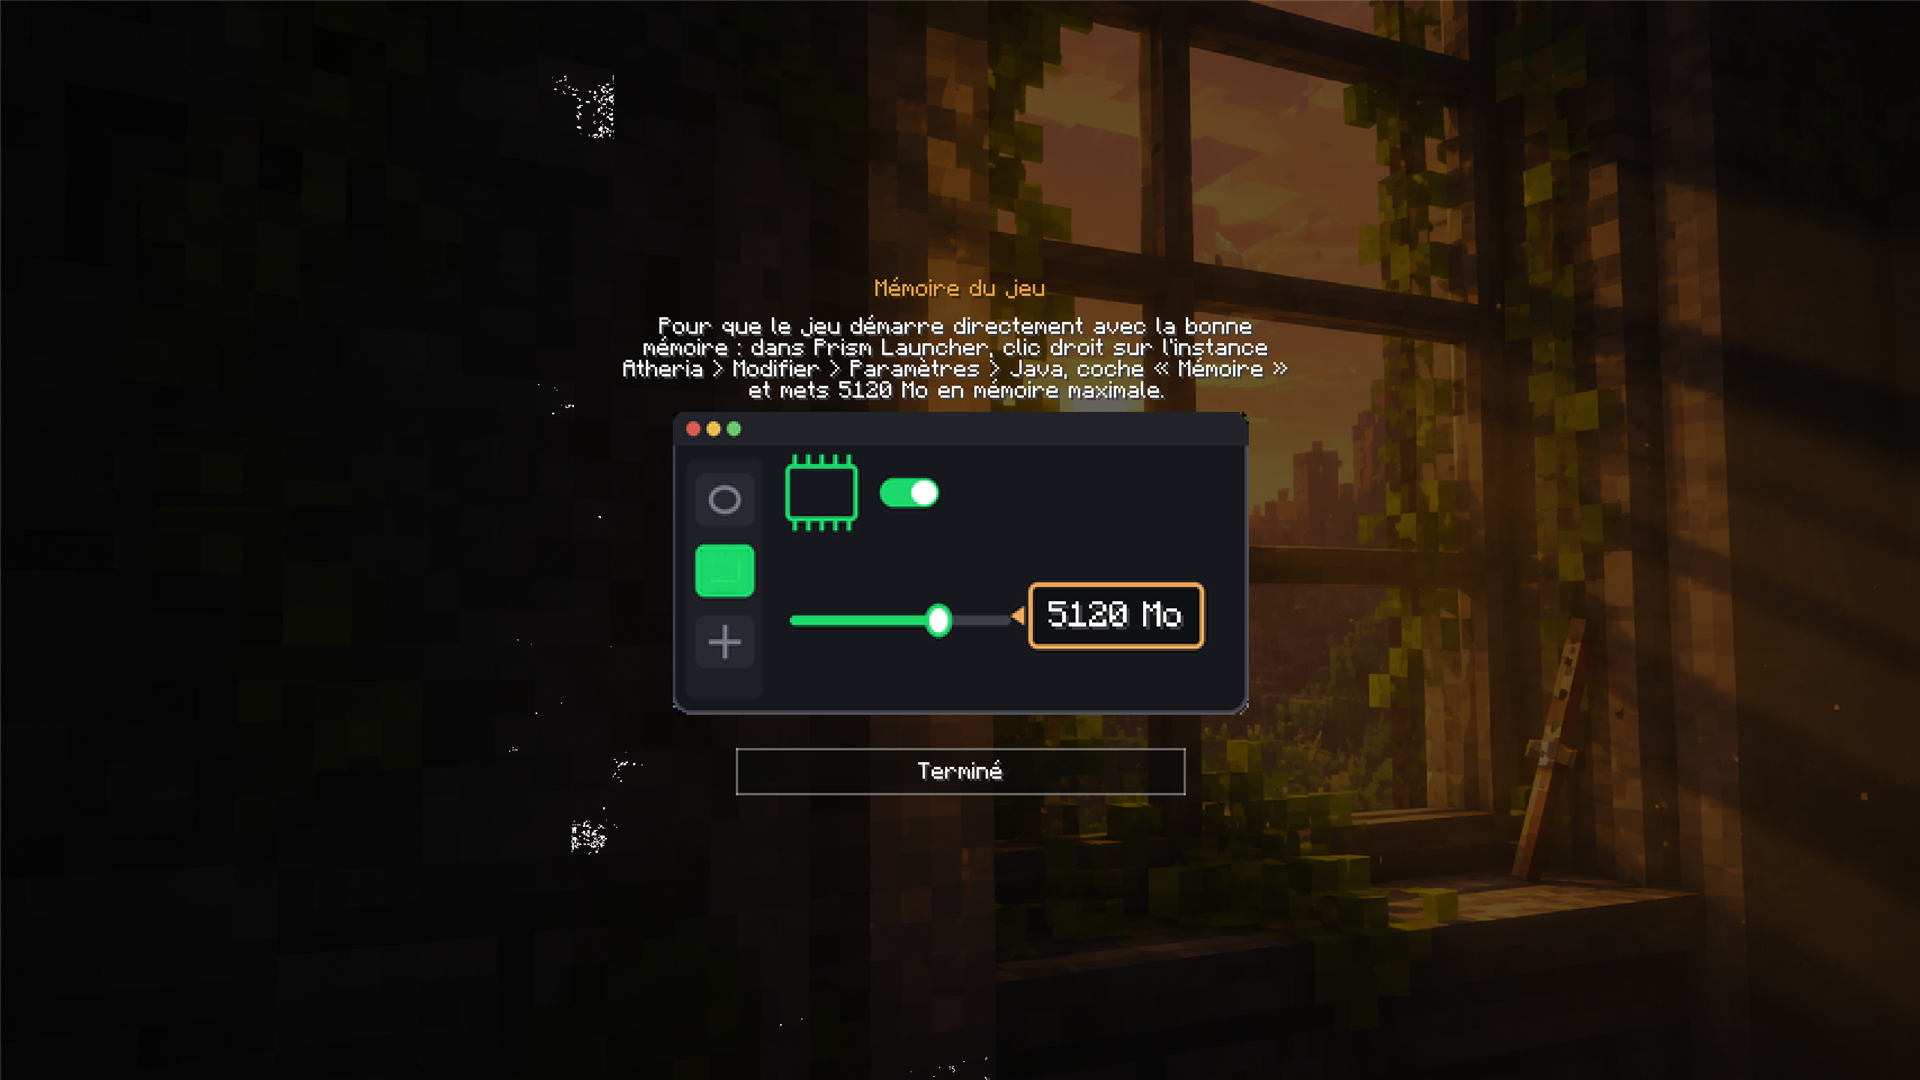 Mémoire du jeu
Pour que le jeu démarre directement avec la bonne
mémoire : dans Prism Launcher, clic droit sur l'instance
Atheria > Modifier > Paramètres > Java, coche « Mémoire »
et mets 5120 Mo en mémoire maximale.
5120 Mo
Terminé